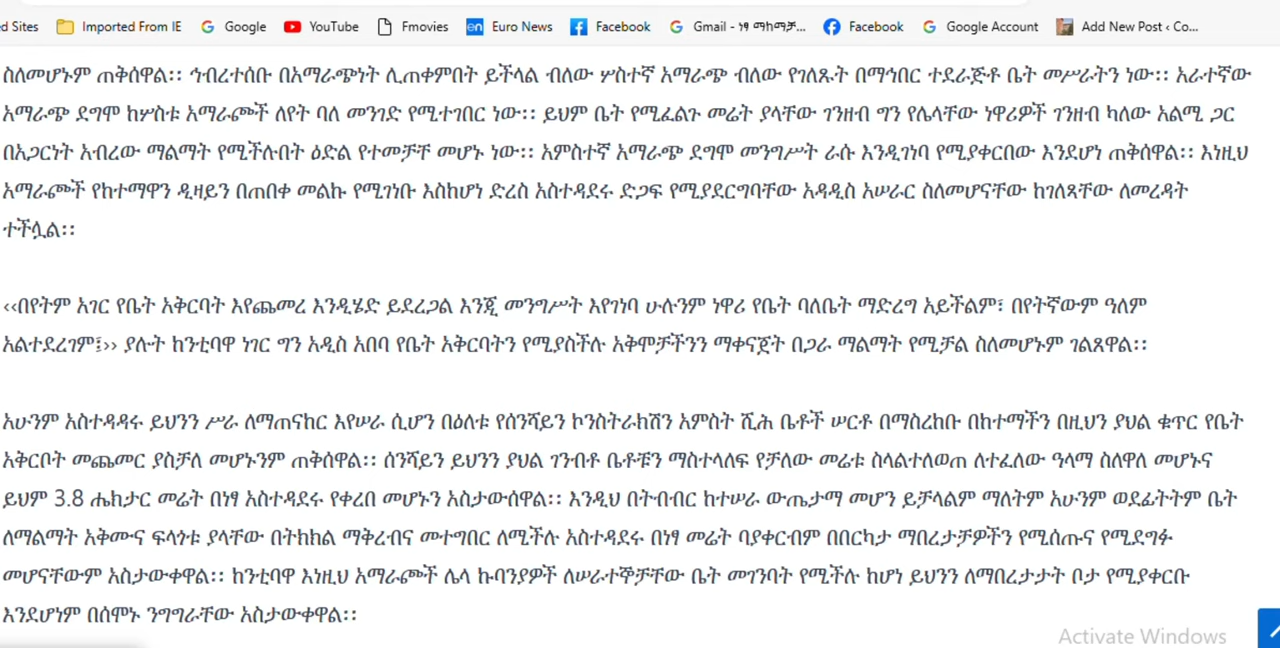 ed Sites Imported From IE Google YouTube Fmovies Euro News Facebook Gmail - ነፃ ማከማቻ... Facebook Google Account Add New Post ‹ Co...
ስለመሆኑም ጠቅሰዋል፡፡ ኅብረተሰቡ በአማራጭነት ሊጠቀምበት ይችላል ብለው ሦስተኛ አማራጭ ብለው የገለጹት በማኅበር ተደራጅቶ ቤት መሥራትን ነው፡፡ አራተኛው
አማራጭ ደግሞ ከሦስቱ አማራጮች ለየት ባለ መንገድ የሚተገበር ነው፡፡ ይህም ቤት የሚፈልጉ መሬት ያላቸው ገንዘብ ግን የሌላቸው ነዋሪዎች ገንዘብ ካለው አልሚ ጋር
በአጋርነት አብረው ማልማት የሚችሉበት ዕድል የተመቻቸ መሆኑ ነው፡፡ አምስተኛ አማራጭ ደግሞ መንግሥት ራሱ እንዲገነባ የሚያቀርበው እንደሆነ ጠቅሰዋል፡፡ እነዚህ
አማራጮች የከተማዋን ዲዛይን በጠበቀ መልኩ የሚገነቡ እስከሆነ ድረስ አስተዳደሩ ድጋፍ የሚያደርግባቸው አዳዲስ አሠራር ስለመሆናቸው ከገለጻቸው ለመረዳት
ተችሏል፡፡
‹‹በየትም አገር የቤት አቅርባት እየጨመረ እንዲሄድ ይደረጋል እንጂ መንግሥት እየገነባ ሁሉንም ነዋሪ የቤት ባለቤት ማድረግ አይችልም፣ በየትኛውም ዓለም
አልተደረገም፤›› ያሉት ከንቲባዋ ነገር ግን አዲስ አበባ የቤት አቅርባትን የሚያስችሉ አቅሞቻችንን ማቀናጀት በጋራ ማልማት የሚቻል ስለመሆኑም ገልጸዋል፡፡
አሁንም አስተዳዳሩ ይህንን ሥራ ለማጠናከር እየሠራ ሲሆን በዕለቱ የሰንሻይን ኮንስትራክሽን አምስት ሺሕ ቤቶች ሠርቶ በማስረከቡ በከተማችን በዚህን ያህል ቁጥር የቤት
አቅርቦት መጨመር ያስቻለ መሆኑንም ጠቅሰዋል፡፡ ሰንሻይን ይህንን ያህል ገንብቶ ቤቶቹን ማስተላለፍ የቻለው መሬቱ ስላልተለወጠ ለተፈለው ዓላማ ስለዋለ መሆኑና
ይህም 3.8 ሔክታር መሬት በነፃ አስተዳደሩ የቀረበ መሆኑን አስታውሰዋል፡፡ እንዲህ በትብብር ከተሠራ ውጤታማ መሆን ይቻላልም ማለትም አሁንም ወደፊትትም ቤት
ለማልማት አቅሙና ፍላጎቱ ያላቸው በትክክል ማቅረብና መተግበር ለሚችሉ አስተዳደሩ በነፃ መሬት ባያቀርብም በበርካታ ማበረታቻዎችን የሚሰጡና የሚደግፉ
መሆናቸውም አስታውቀዋል፡፡ ከንቲባዋ እነዚህ አማራጮች ሌላ ኩባንያዎች ለሠራተኞቻቸው ቤት መገንባት የሚችሉ ከሆነ ይህንን ለማበረታታት ቦታ የሚያቀርቡ
እንደሆነም በሰሞኑ ንግግራቸው አስታውቀዋል፡፡
Activate Windows